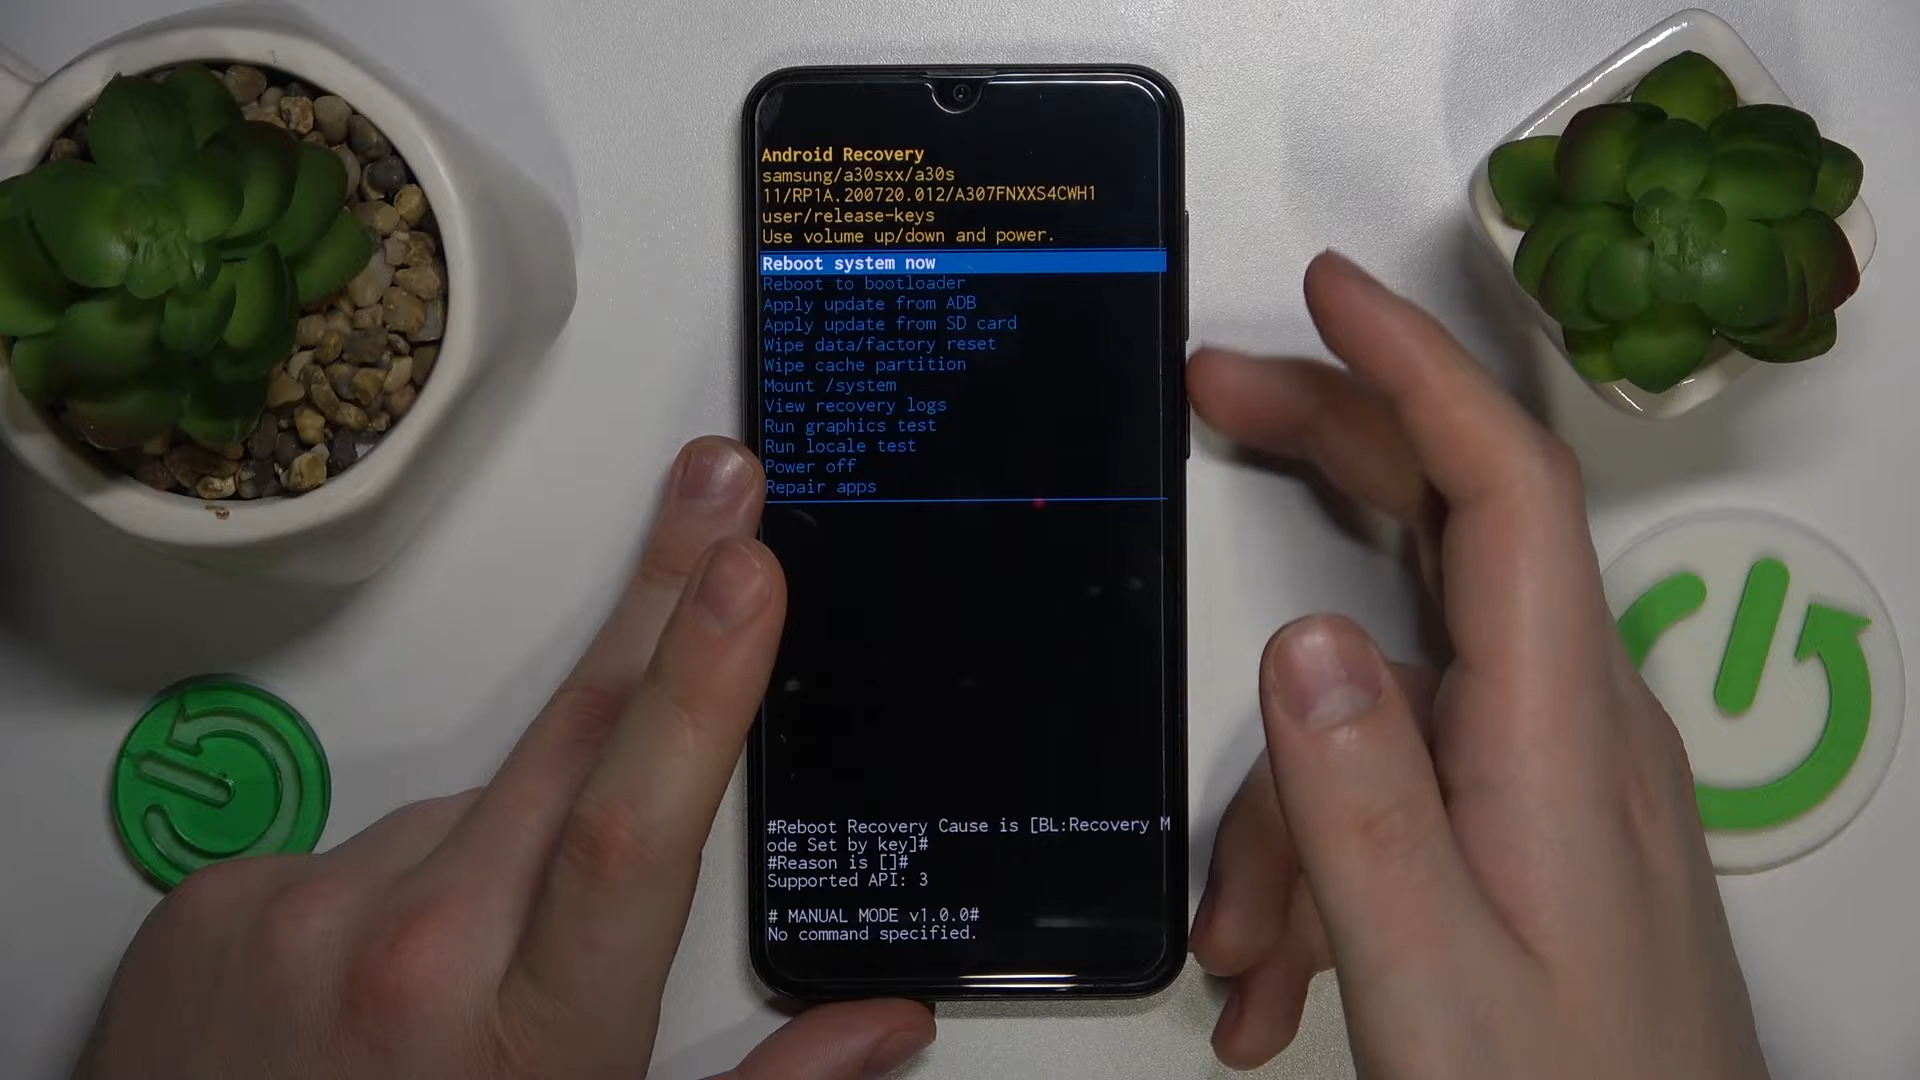 Android Recovery
samsung/a30sxx/a30s
11/RP1A.200720.012/A307FNXXS4CWH1
user/release-keys
Use volume up/down and power.
Reboot system now
Reboot to bootloader
Apply update from ADB
Apply update from SD card
Wipe data/factory reset
Wipe cache partition
Mount /system
View recovery logs
Run graphics test
Run locale test
Power off
Repair apps
#Reboot Recovery Cause is [BL:Recovery M
ode Set by key]#
#Reason is []#
Supported API: 3
# MANUAL MODE v1.0.0#
No command specified.